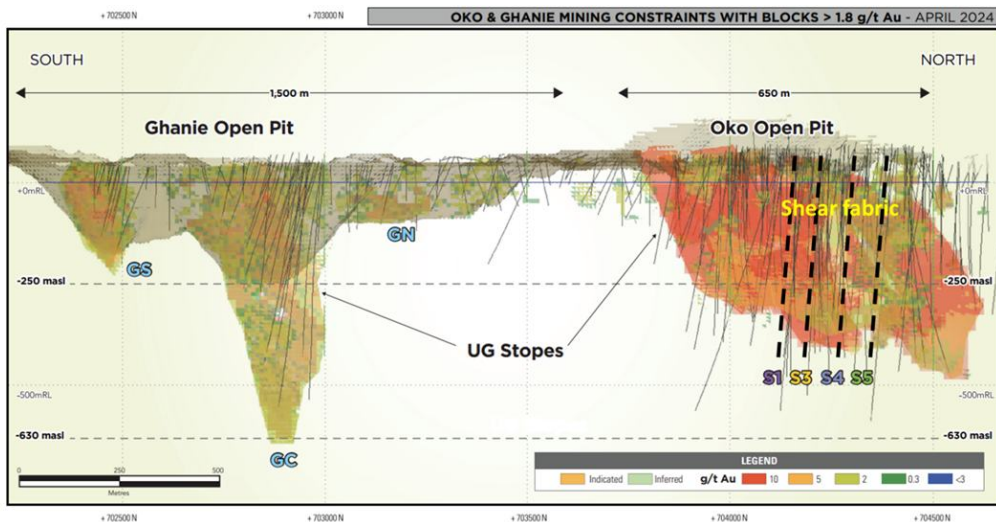 +702500 N
+703000 N
OKO & GHANIE MINING CONSTRAINTS WITH BLOCKS > 1.8 g/t Au - APRIL 2024
SOUTH
NORTH
1,500 m
650 m
Ghanie Open Pit
Oko Open Pit
+0mRL
+0mRL
Shear fabric
GN
GS
-250 masl
-250 masl
UG Stopes
S1
S3
S4
S5
-500mRL
-500mRL
-630 masl
-630 masl
GC
0
250
500
Metres
LEGEND
Indicated
Inferred
g/t Au
10
5
2
0.3
<3
+702500 N
+703000 N
+703500 N
+704000 N
+704500 N